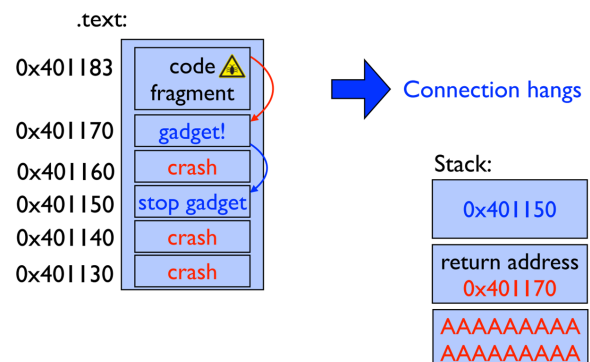 .text:
0x401183
code
fragment
0x401170
gadget!
0x401160
crash
0x401150
stop gadget
0x401140
crash
0x401130
crash
Connection hangs
Stack:
0x401150
return address
0x401170
AAAAAAAAA
AAAAAAAAA